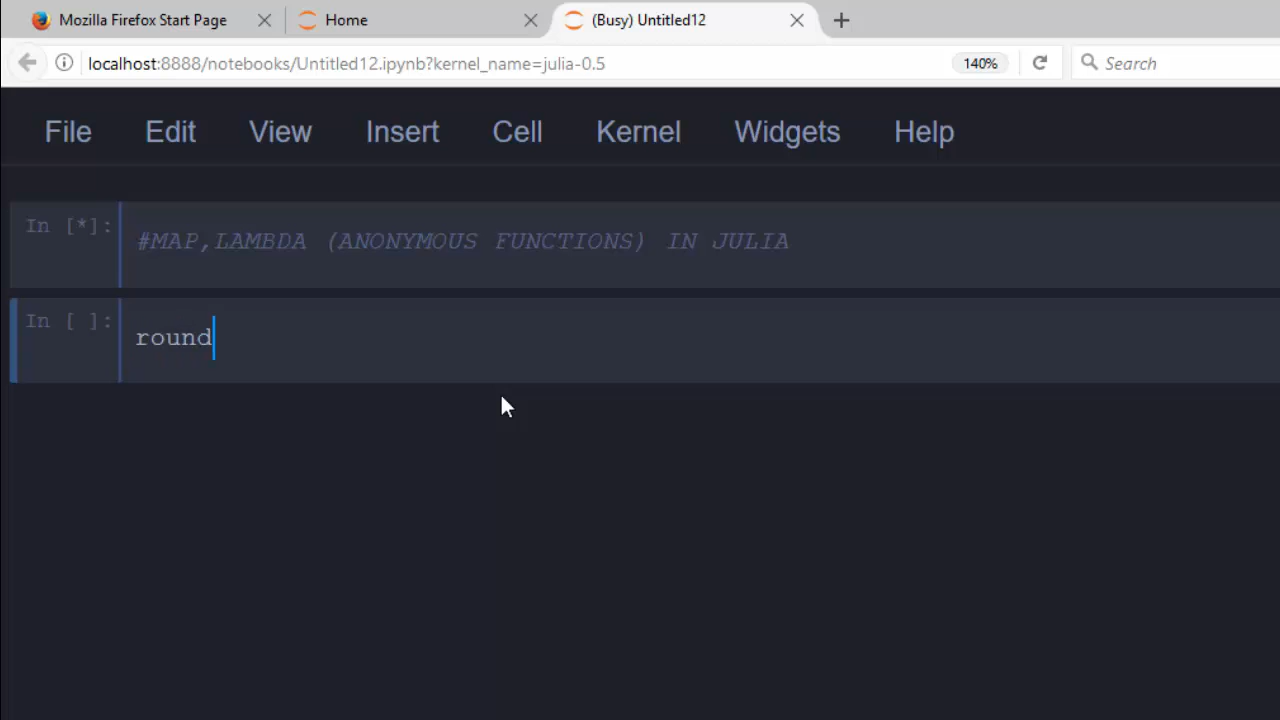 Mozilla Firefox Start Page Home (Busy) Untitled12
localhost:8888/notebooks/Untitled12.ipynb?kernel_name=julia-0.5 140% Search
File Edit View Insert Cell Kernel Widgets Help
In [*]: #MAP,LAMBDA (ANONYMOUS FUNCTIONS) IN JULIA
In [ ]: round